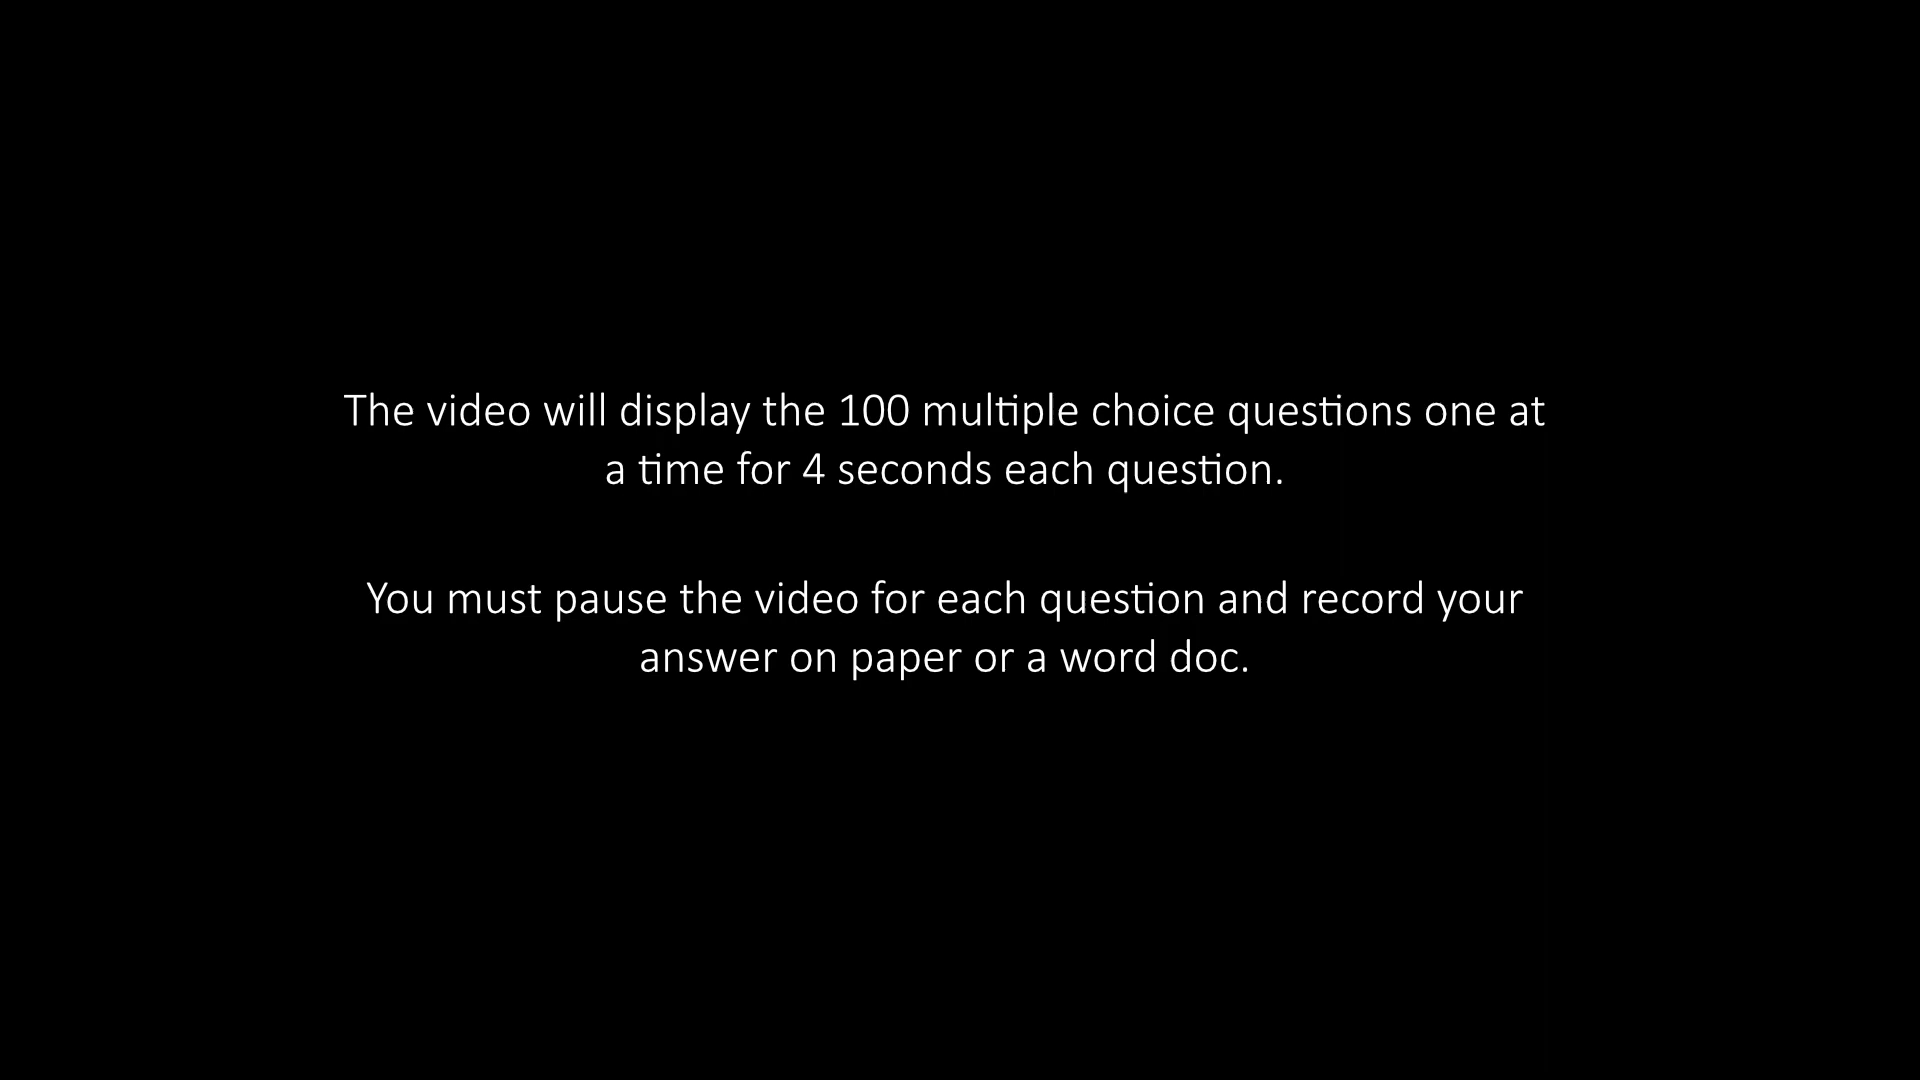 The video will display the 100 multiple choice questions one at
a time for 4 seconds each question.
You must pause the video for each question and record your
answer on paper or a word doc.